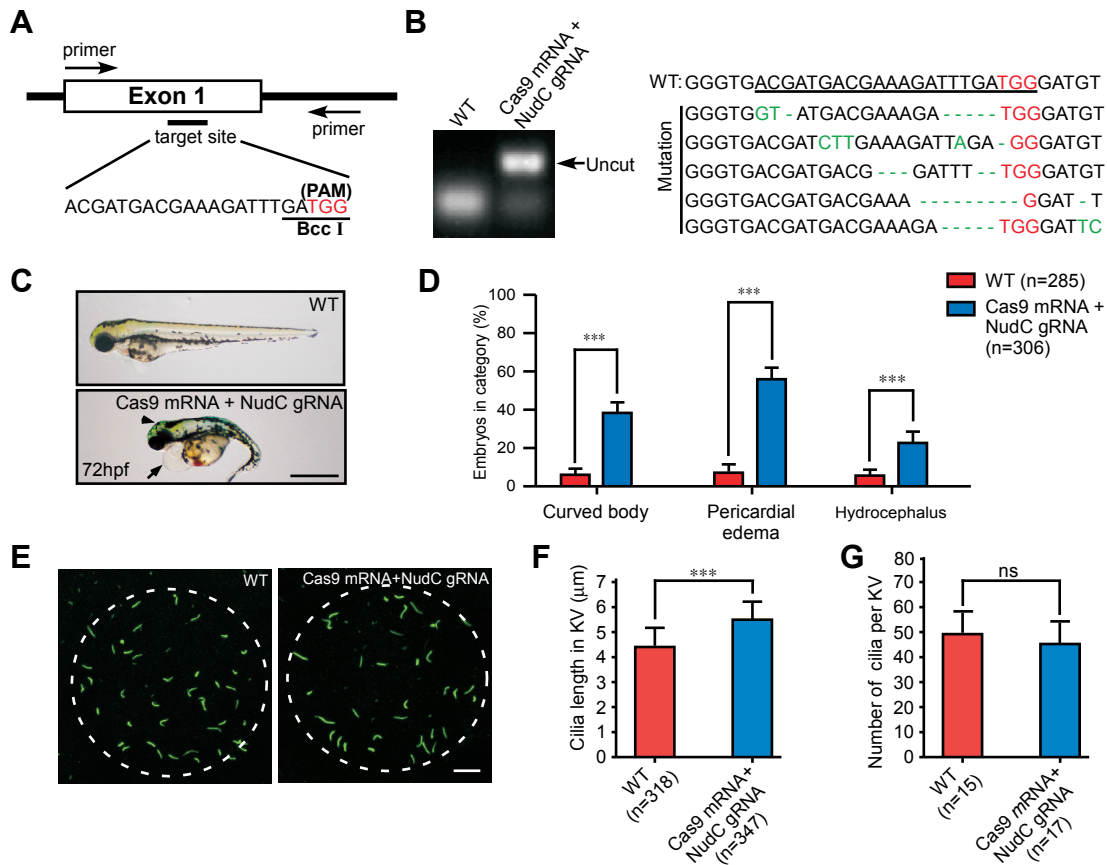 A
primer
Exon 1
primer
target site
(PAM)
ACGATGACGAAAGATTTGATGG
Bcc I
B
WT
Cas9 mRNA +
NudC gRNA
Uncut
WT: GGGTGACGATGACGAAAGATTTGATGGGATGT
Mutation
GGGTGGT - ATGACGAAAGA - - - - - TGGGATGT
GGGTGACGATCTTGAAAGATTAGA - GGGATGT
GGGTGACGATGACG - - - GATTT - - TGGGATGT
GGGTGACGATGACGAAA - - - - - - - - - GGAT - T
GGGTGACGATGACGAAAGA - - - - - TGGGATTC
C
WT
Cas9 mRNA + NudC gRNA
72hpf
D
WT (n=285)
Cas9 mRNA +
NudC gRNA
(n=306)
Embryos in category (%)
100
80
60
40
20
0
***
***
***
Curved body
Pericardial
edema
Hydrocephalus
E
WT
Cas9 mRNA+NudC gRNA
F
Cilia length in KV (μm)
8
7
6
5
4
3
2
1
0
***
WT
(n=318)
Cas9 mRNA+
NudC gRNA
(n=347)
G
Number of cilia per KV
80
70
60
50
40
30
20
10
0
ns
WT
(n=15)
Cas9 mRNA+
NudC gRNA
(n=17)